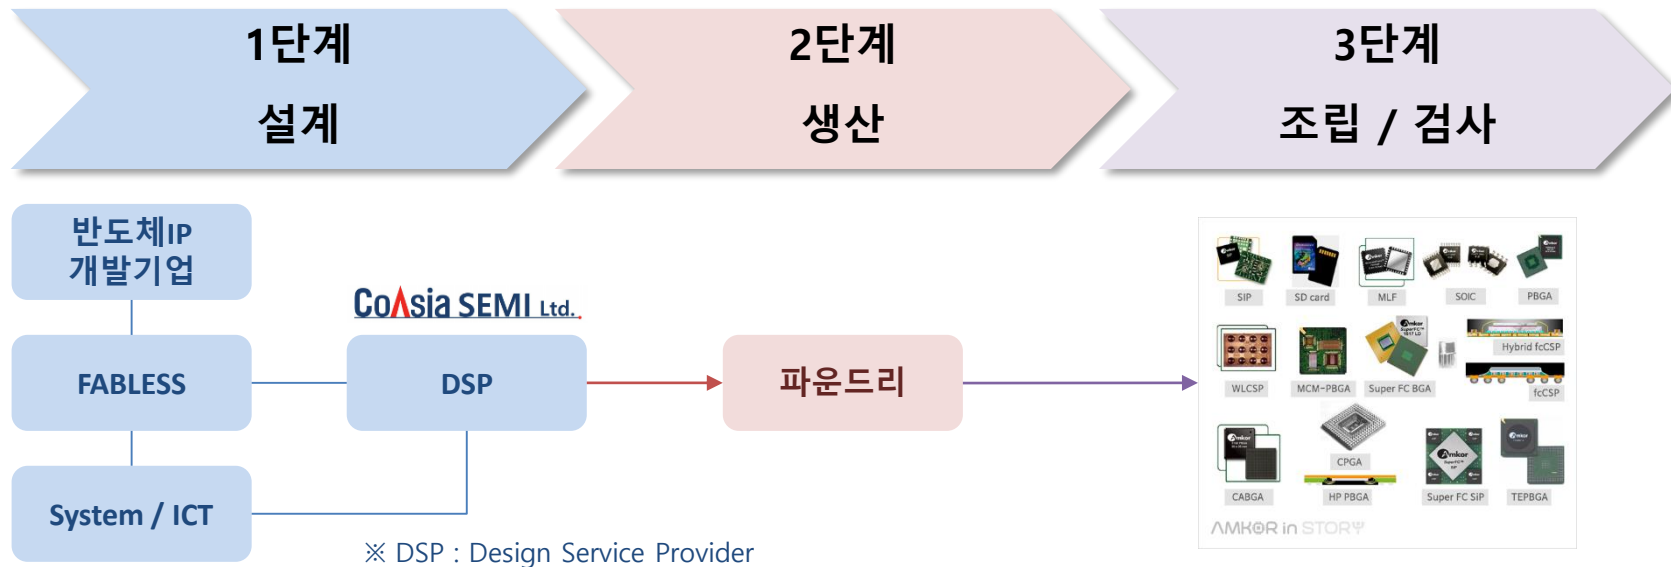 1단계
설계
2단계
생산
3단계
조립 / 검사
반도체IP
개발기업
FABLESS
System / ICT
CoAsia SEMI Ltd.
DSP
※ DSP : Design Service Provider
파운드리
SIP
SD card
MLF
SOIC
PBGA
WLCSP
MCM-PBGA
Super FC BGA
Hybrid fcCSP
fcCSP
CABGA
CPGA
HP PBGA
Super FC SiP
TEPBGA
AMKOR in STORY